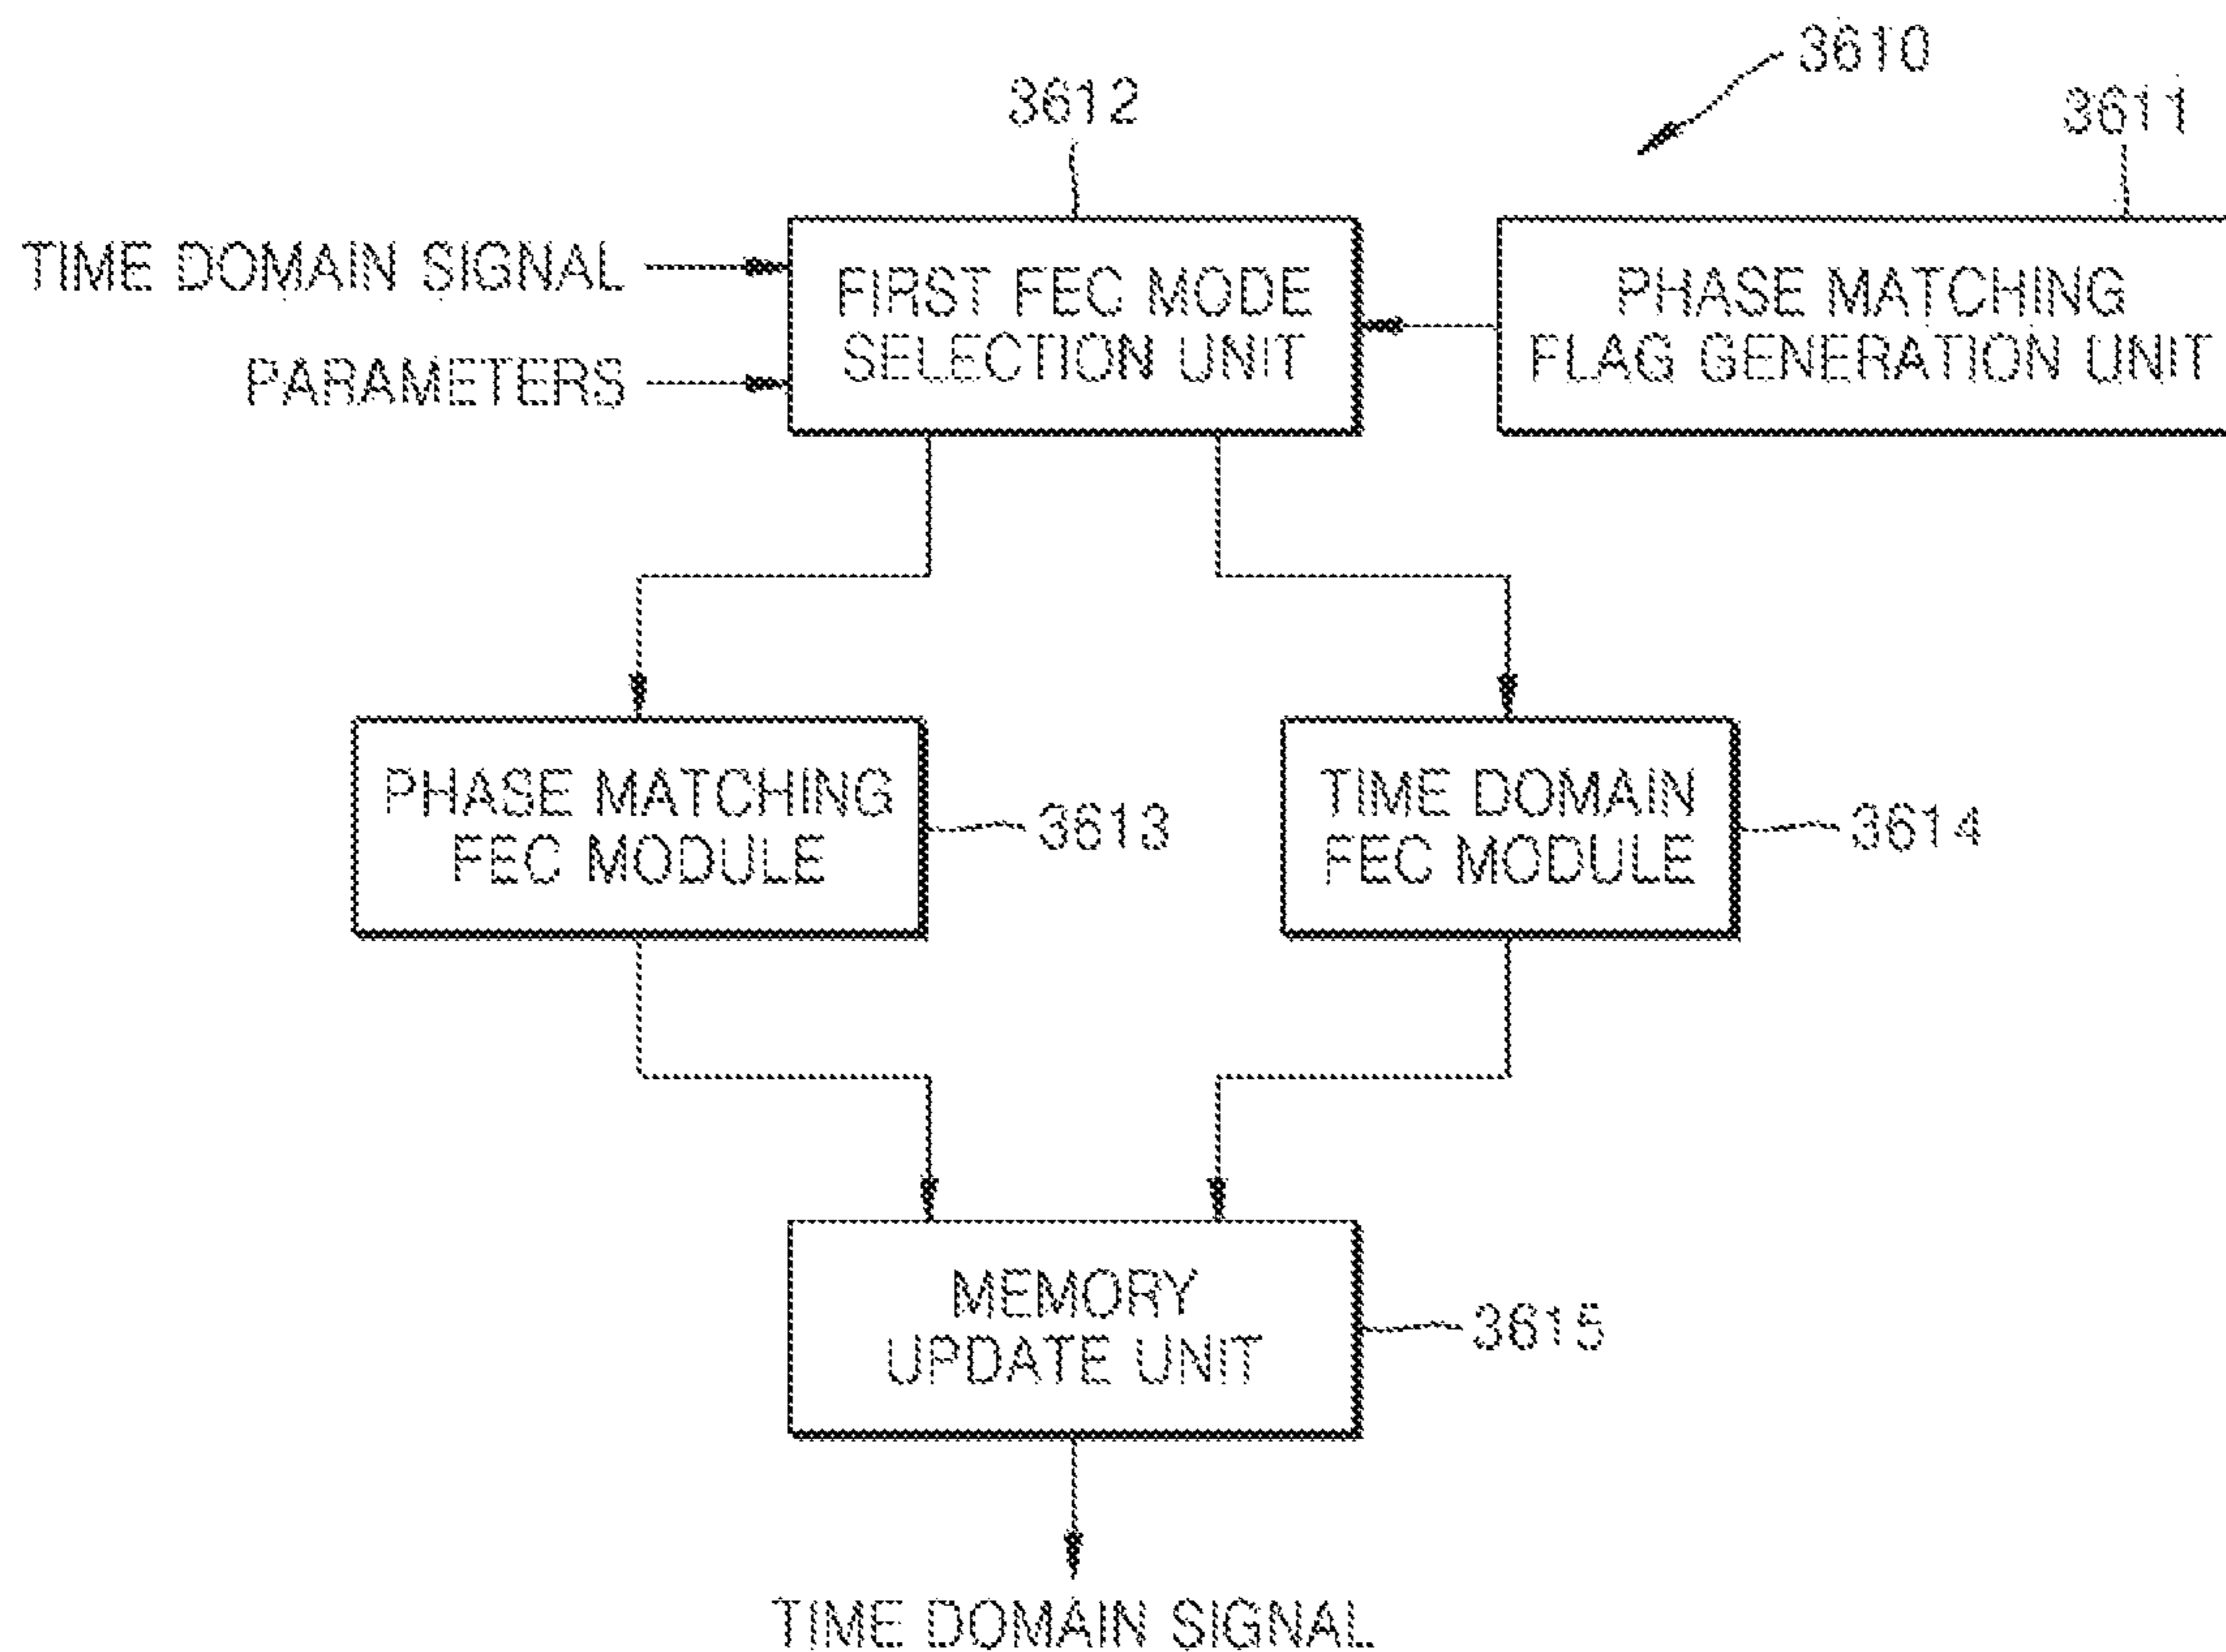 3610
3612
3611
TIME DOMAIN SIGNAL
PARAMETERS
FIRST FEC MODE
SELECTION UNIT
PHASE MATCHING
FLAG GENERATION UNIT
PHASE MATCHING
FEC MODULE
3613
TIME DOMAIN
FEC MODULE
3614
MEMORY
UPDATE UNIT
3615
TIME DOMAIN SIGNAL